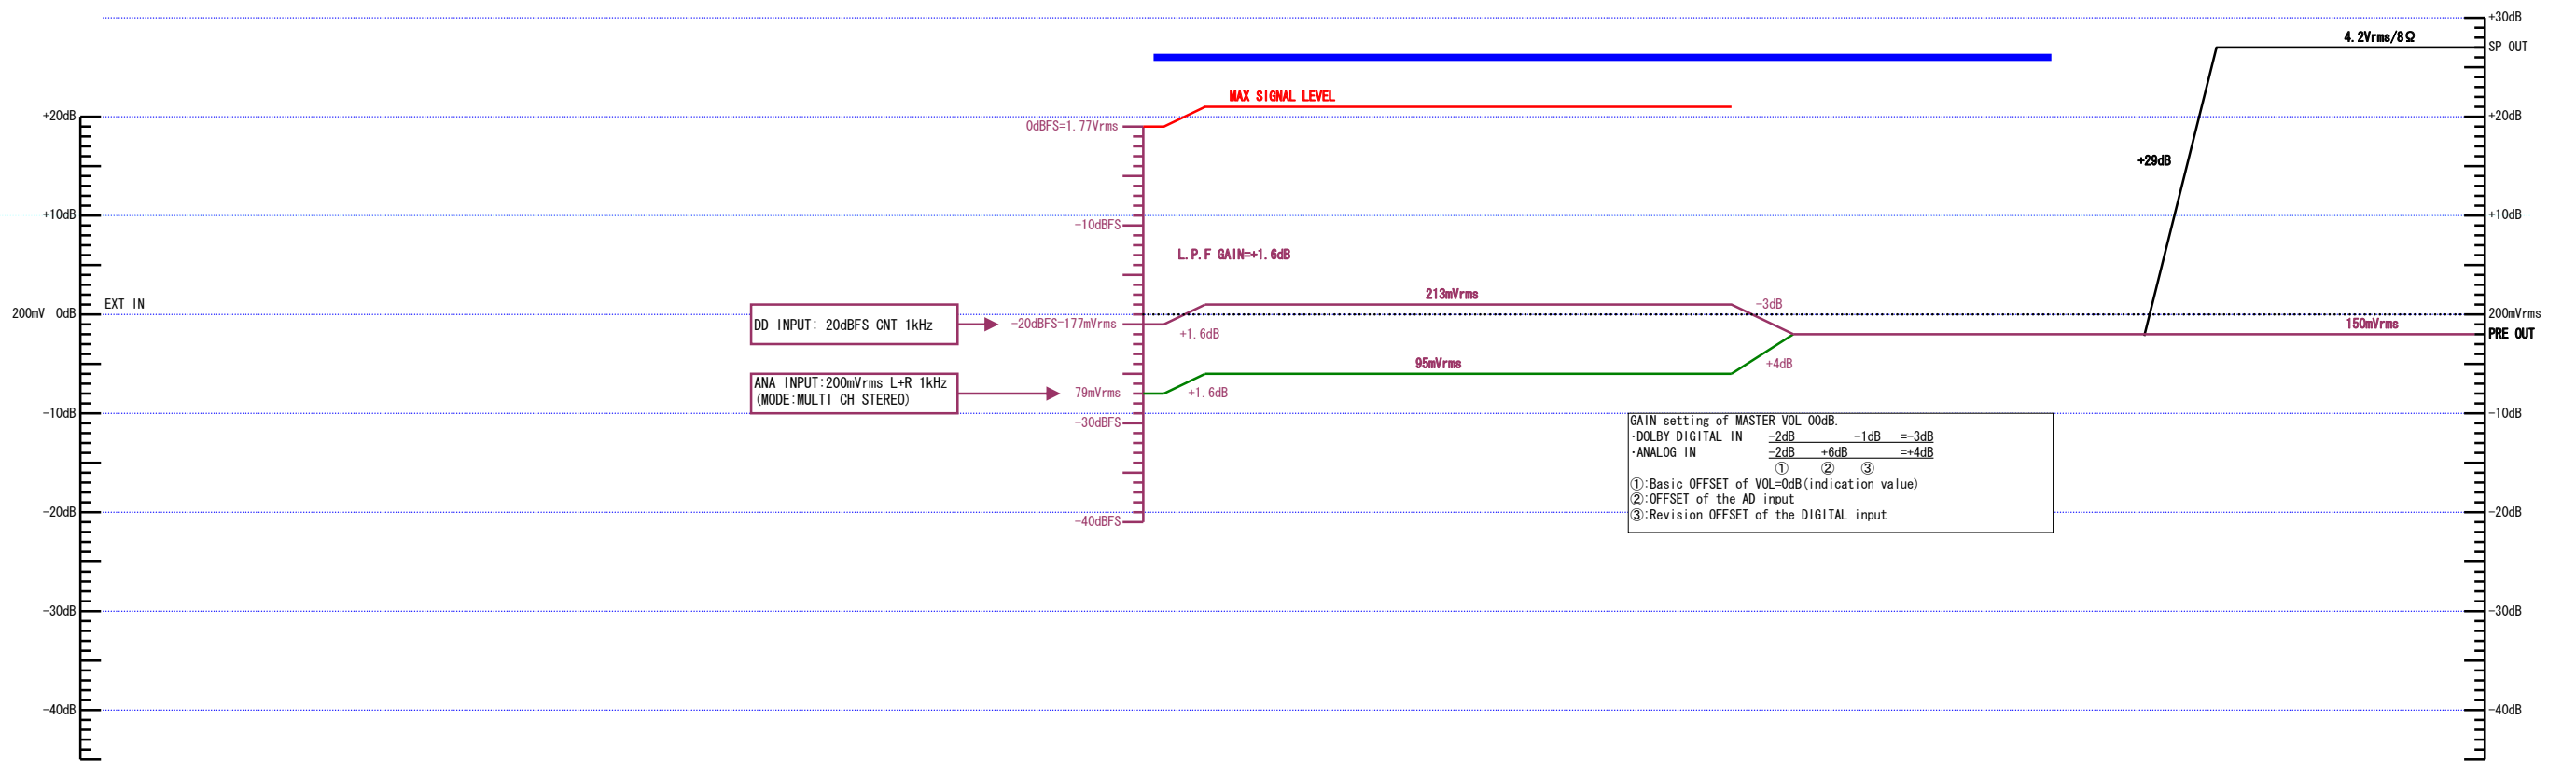 +30dB
4.2Vrms/8Ω
SP OUT
MAX SIGNAL LEVEL
+20dB
+20dB
0dBFS=1.77Vrms
+29dB
+10dB
+10dB
-10dBFS
L.P.F GAIN=+1.6dB
EXT IN
213mVrms
-3dB
200mV 0dB
200mVrms
DD INPUT:-20dBFS CNT 1kHz
-20dBFS=177mVrms
150mVrms
+1.6dB
PRE OUT
95mVrms
+4dB
ANA INPUT:200mVrms L+R 1kHz
(MODE:MULTI CH STEREO)
79mVrms
+1.6dB
-10dB
-10dB
-30dBFS
GAIN setting of MASTER VOL 00dB.
・DOLBY DIGITAL IN -2dB -1dB =-3dB
・ANALOG IN -2dB +6dB =+4dB
① ② ③
①:Basic OFFSET of VOL=0dB(indication value)
②:OFFSET of the AD input
③:Revision OFFSET of the DIGITAL input
-20dB
-20dB
-40dBFS
-30dB
-30dB
-40dB
-40dB